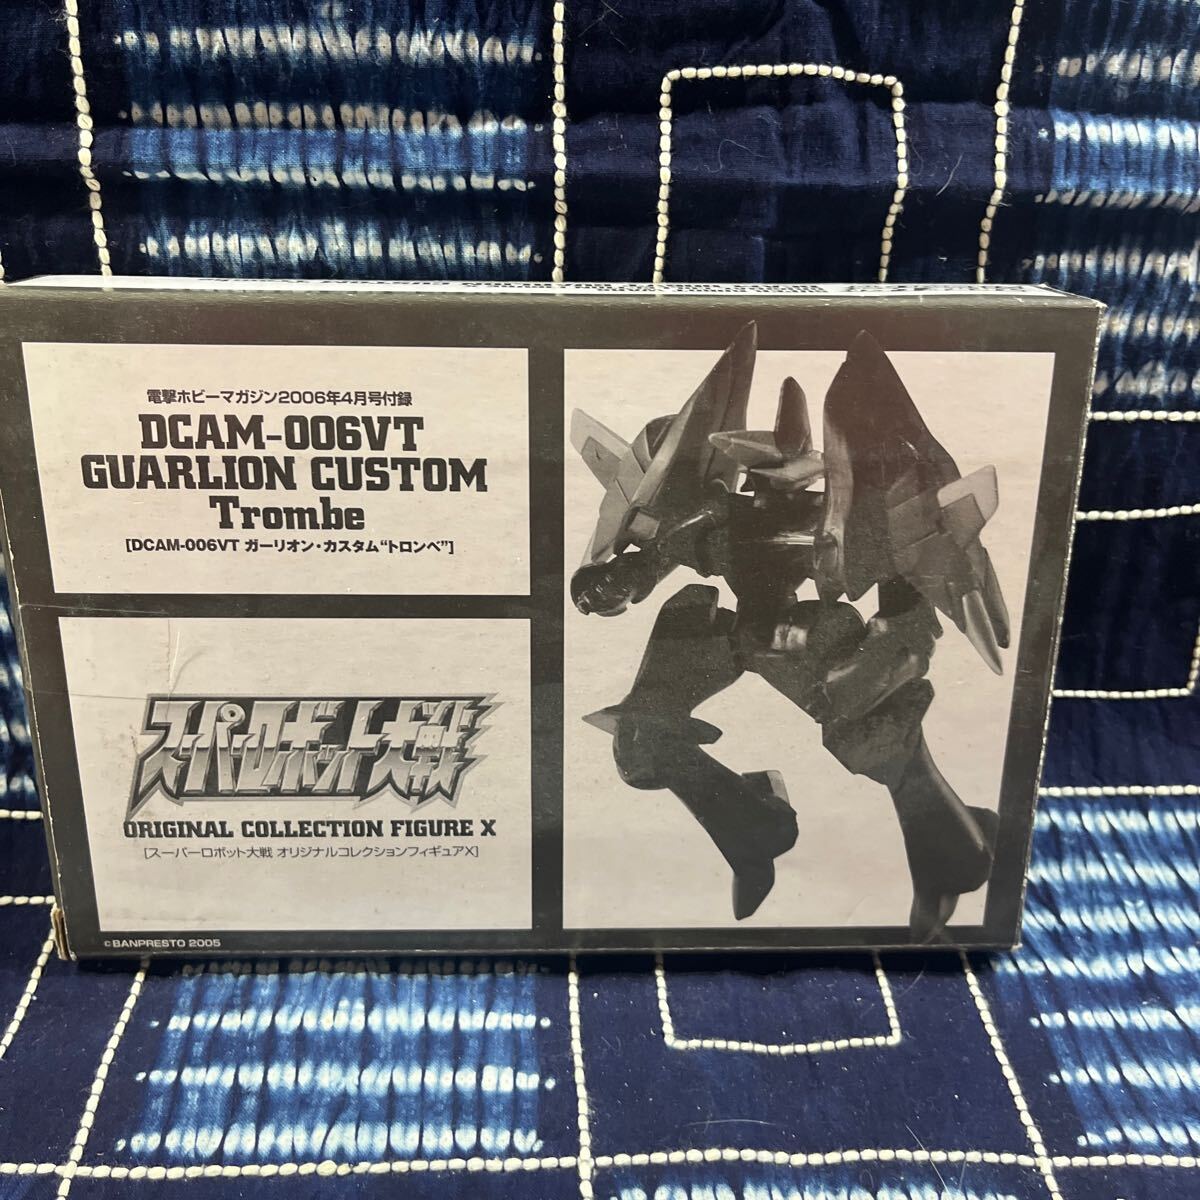 電撃ホビーマガジン2006年4月号付録
DCAM-006VT
GUARLION CUSTOM
Trombe
[DCAM-006VT ガーリオン・カスタム“トロンベ”]
スーパーロボット大戦
ORIGINAL COLLECTION FIGURE X
[スーパーロボット大戦 オリジナルコレクションフィギュアX]
©BANPRESTO 2005